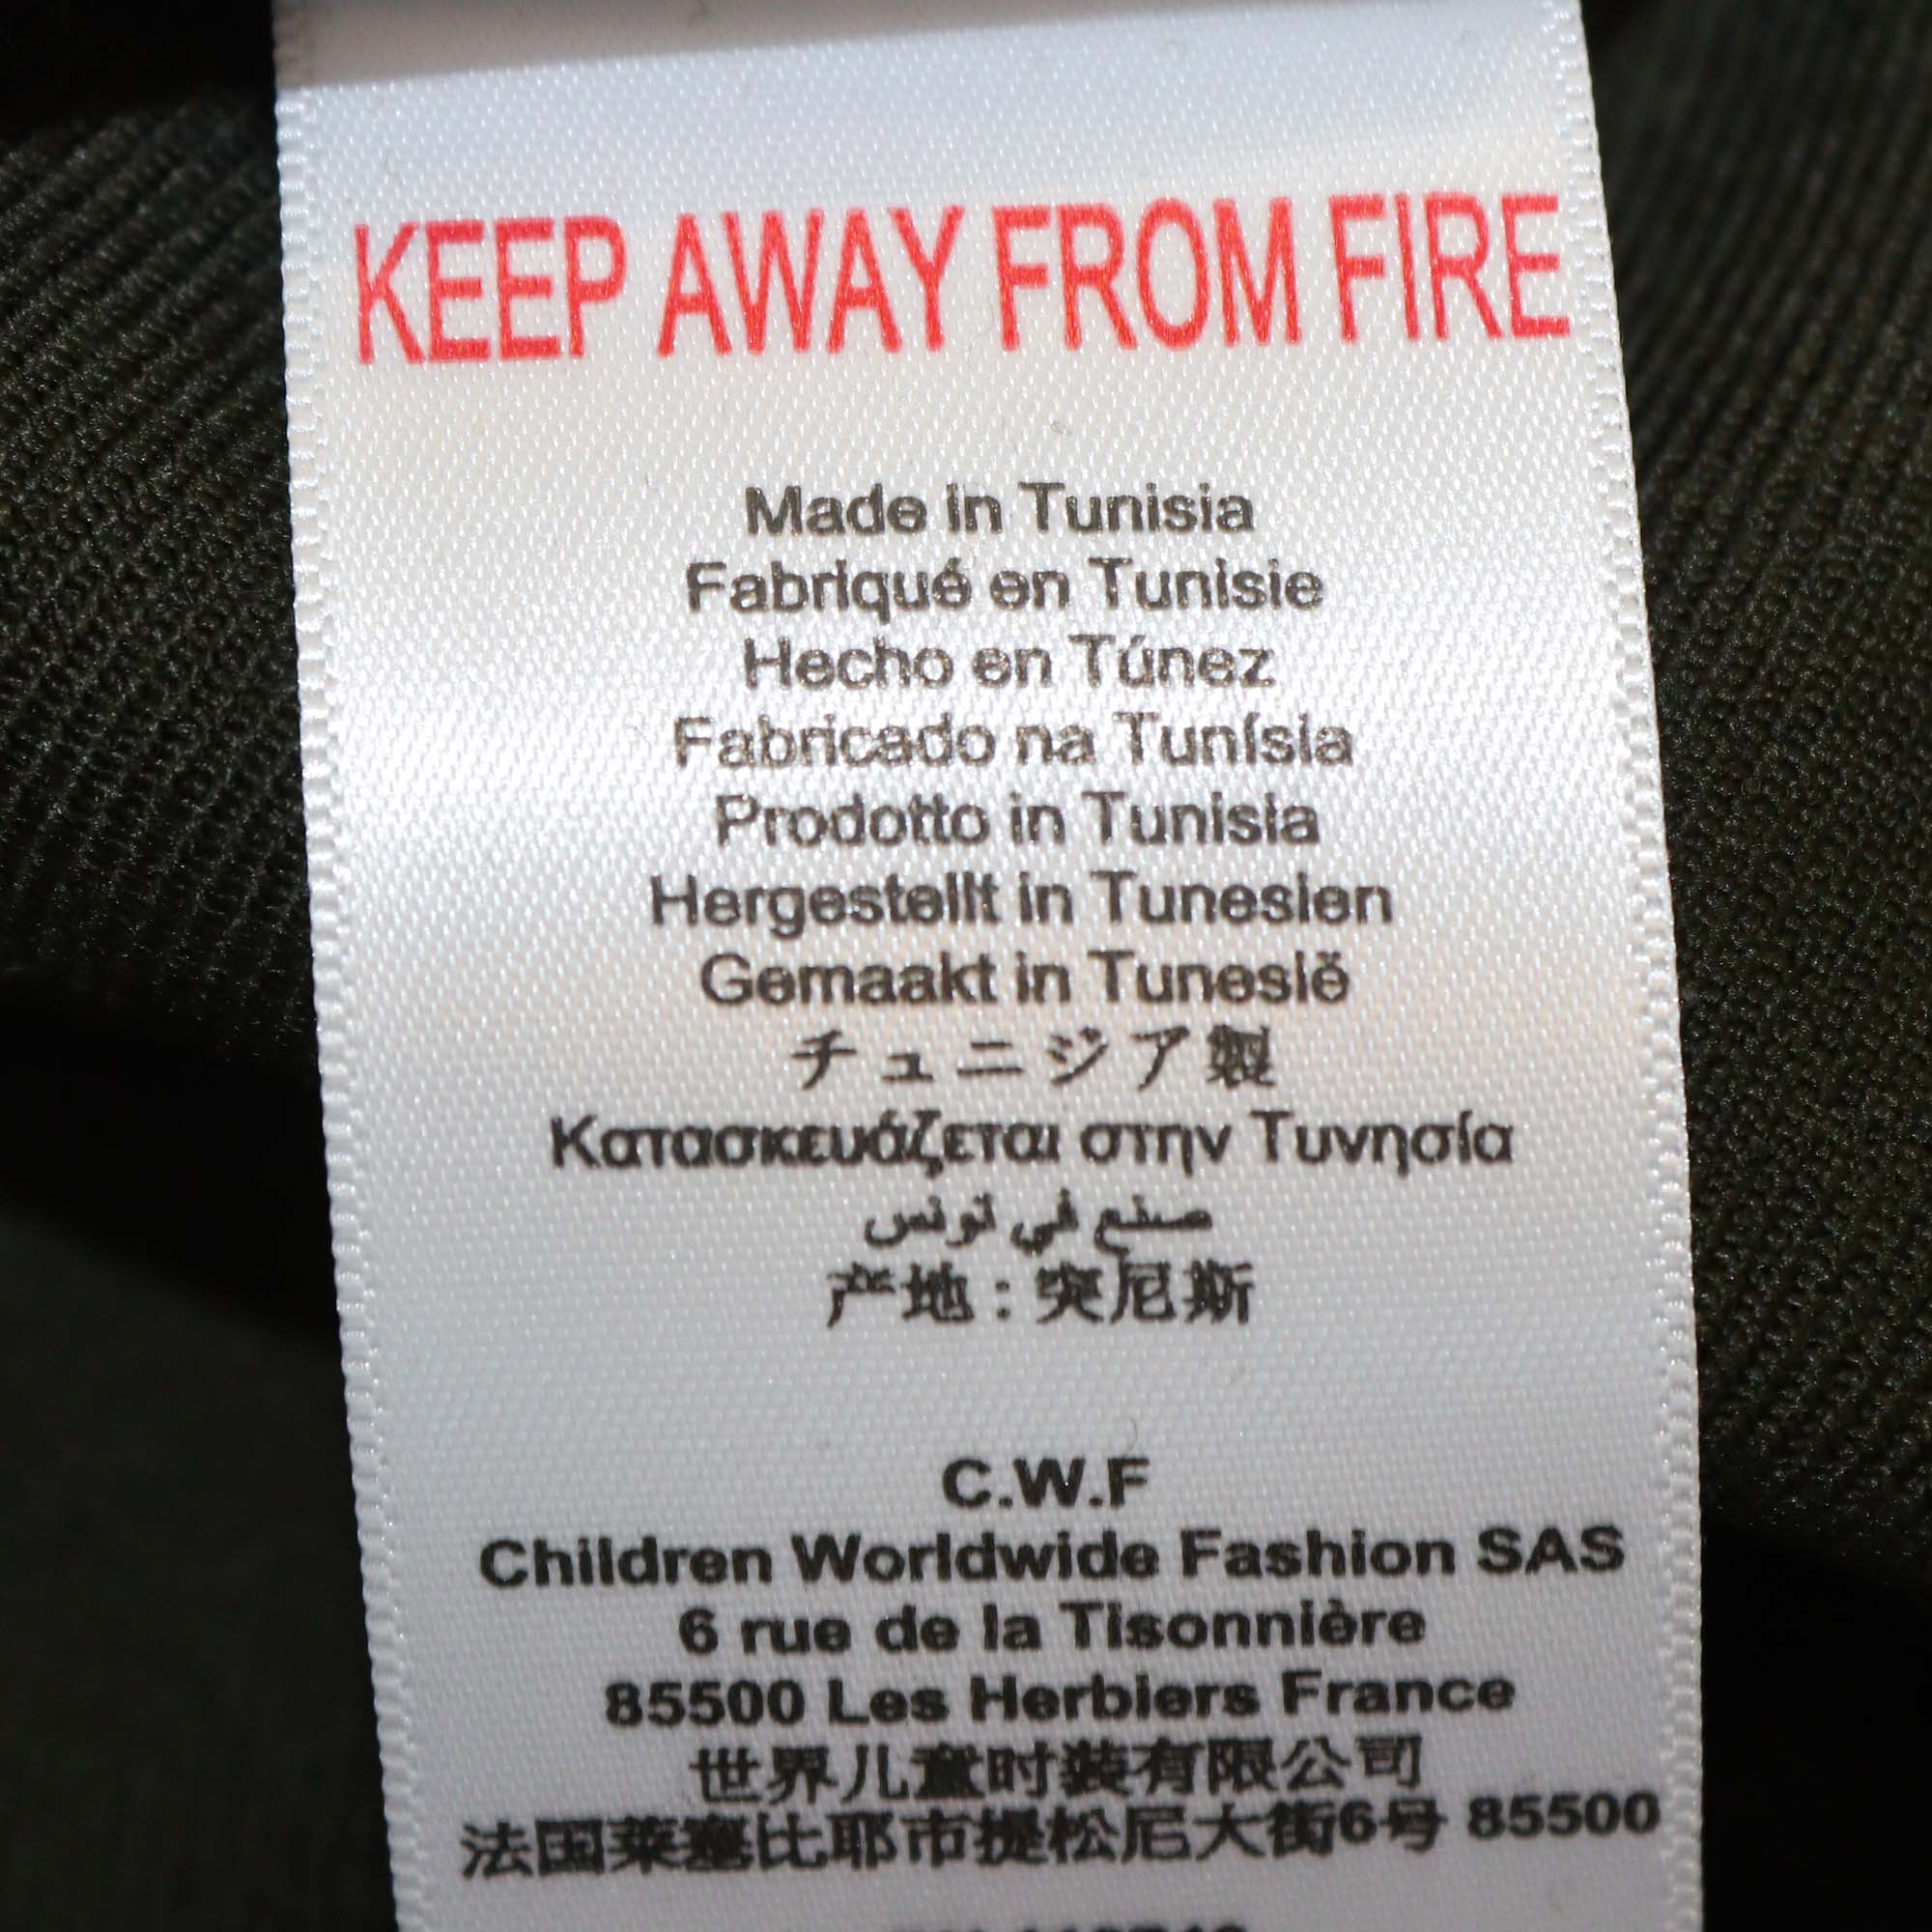 KEEP AWAY FROM FIRE
Made in Tunisia
Fabriqué en Tunisie
Hecho en Túnez
Fabricado na Tunísia
Prodotto in Tunisia
Hergestellt in Tunesien
Gemaakt in Tunesië
チュニジア製
Κατασκευάζεται στην Τυνησία
صنع في تونس
产地：突尼斯
C.W.F
Children Worldwide Fashion SAS
6 rue de la Tisonnière
85500 Les Herbiers France
世界儿童时装有限公司
法国莱塞比耶市提松尼大街6号 85500